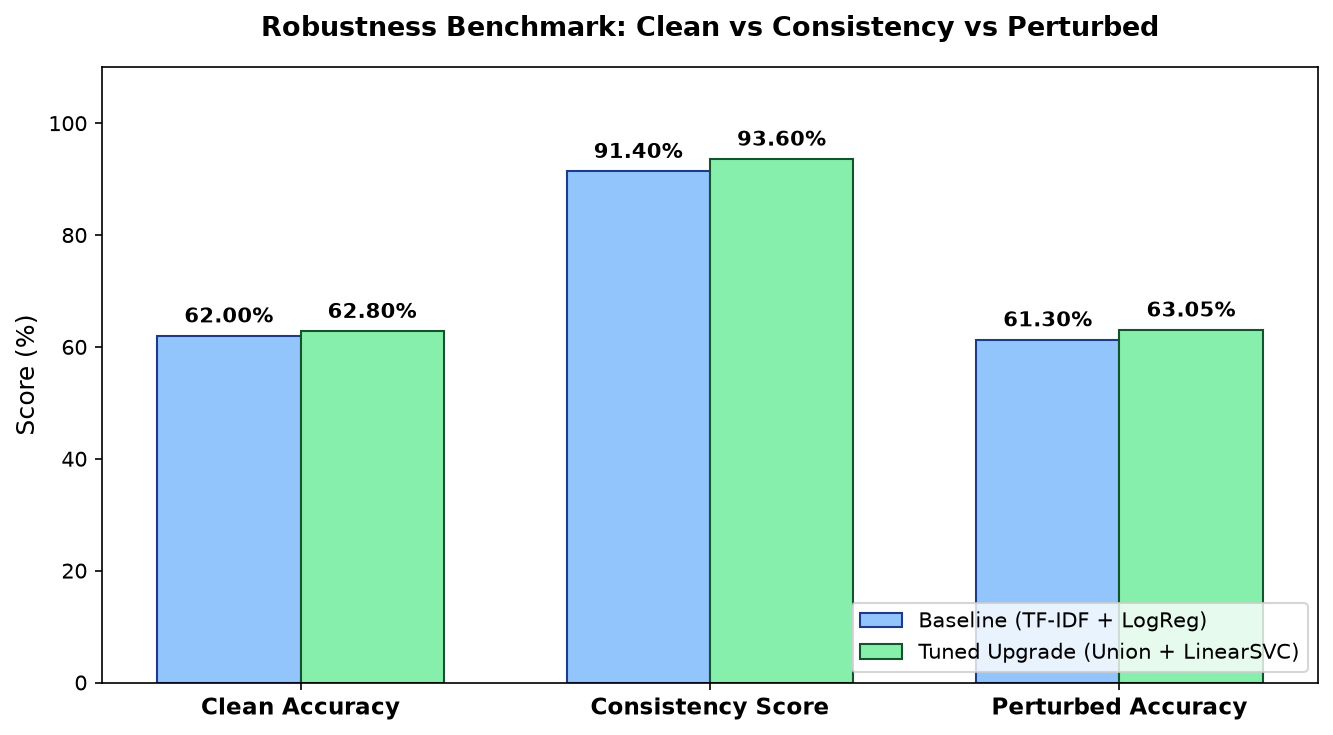 Robustness Benchmark: Clean vs Consistency vs Perturbed
Score (%)
100
80
60
40
20
0
62.00%
62.80%
91.40%
93.60%
61.30%
63.05%
Baseline (TF-IDF + LogReg)
Tuned Upgrade (Union + LinearSVC)
Clean Accuracy
Consistency Score
Perturbed Accuracy